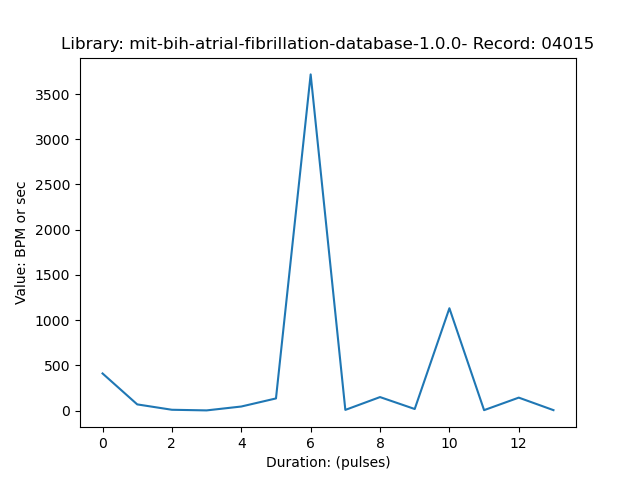 Library: mit-bih-atrial-fibrillation-database-1.0.0- Record: 04015
3500
3000
2500
2000
1500
1000
500
0
Value: BPM or sec
0 2 4 6 8 10 12
Duration: (pulses)